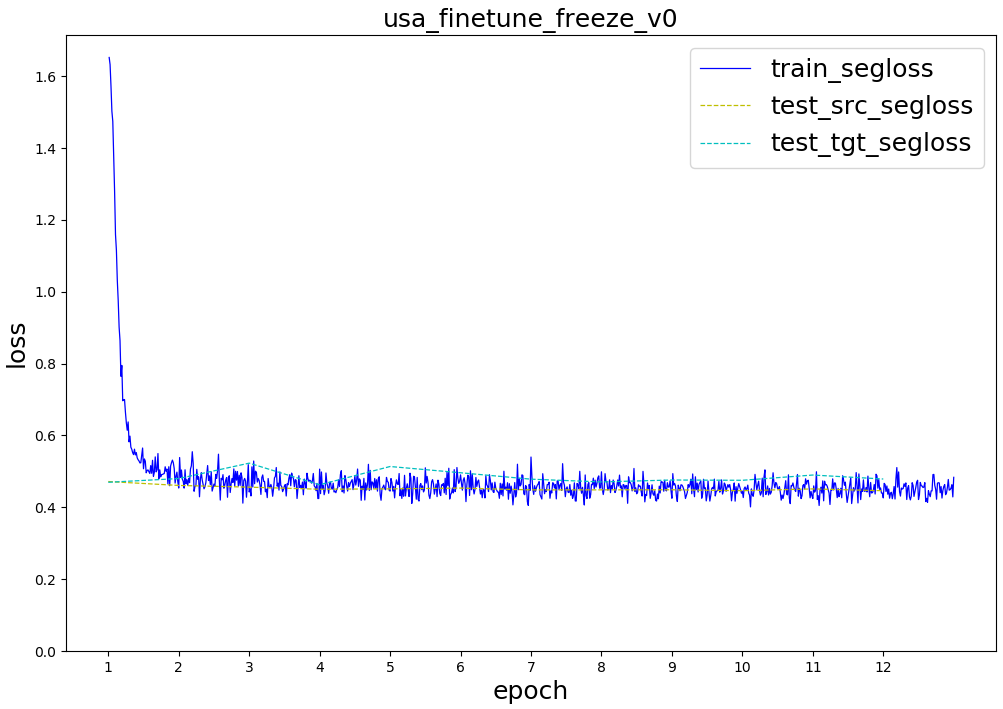 usa_finetune_freeze_v0
train_segloss
test_src_segloss
test_tgt_segloss
loss
1.6
1.4
1.2
1.0
0.8
0.6
0.4
0.2
0.0
1 2 3 4 5 6 7 8 9 10 11 12
epoch